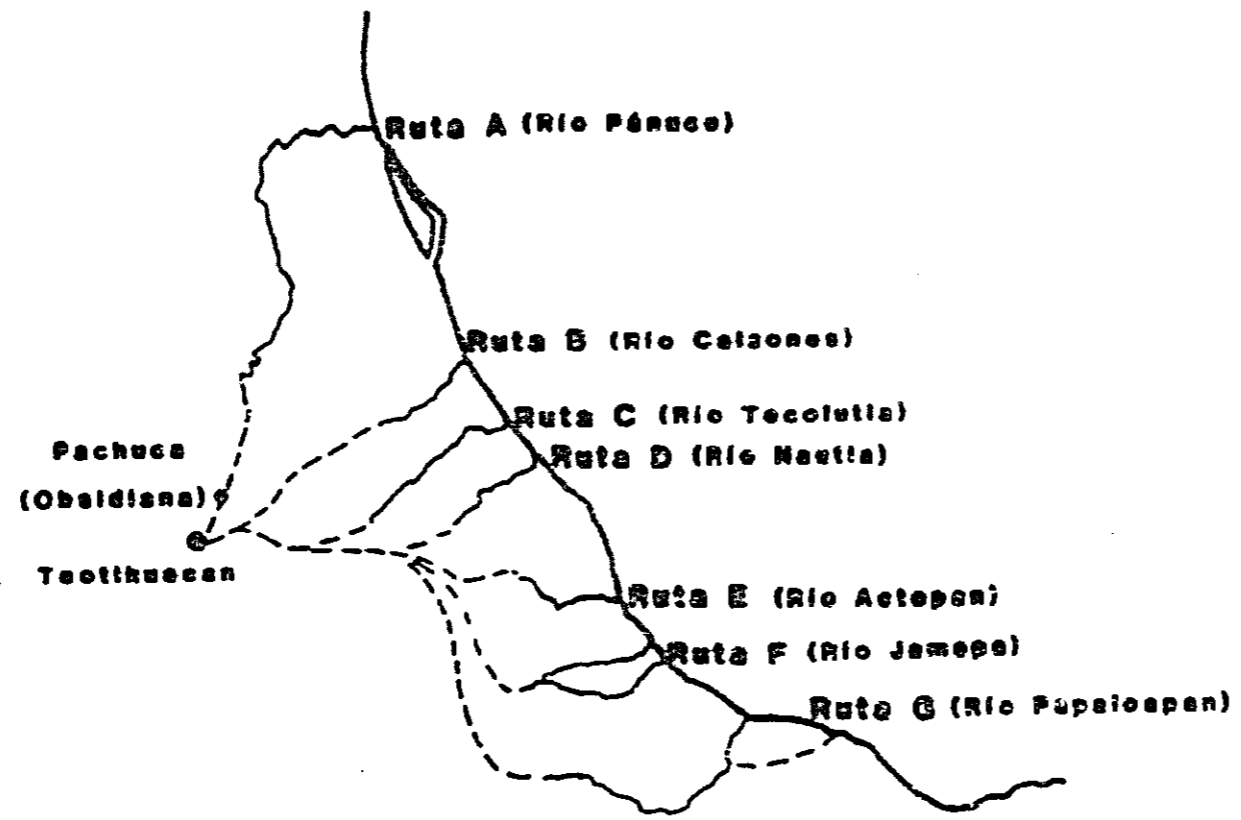 Ruta A (Río Pánuco)
Ruta B (Río Cazones)
Ruta C (Río Tecolutla)
Ruta D (Río Nautla)
Pachuca
(Obsidiana)
Teotihuacan
Ruta E (Río Actopan)
Ruta F (Río Jamapa)
Ruta G (Río Papaloapan)